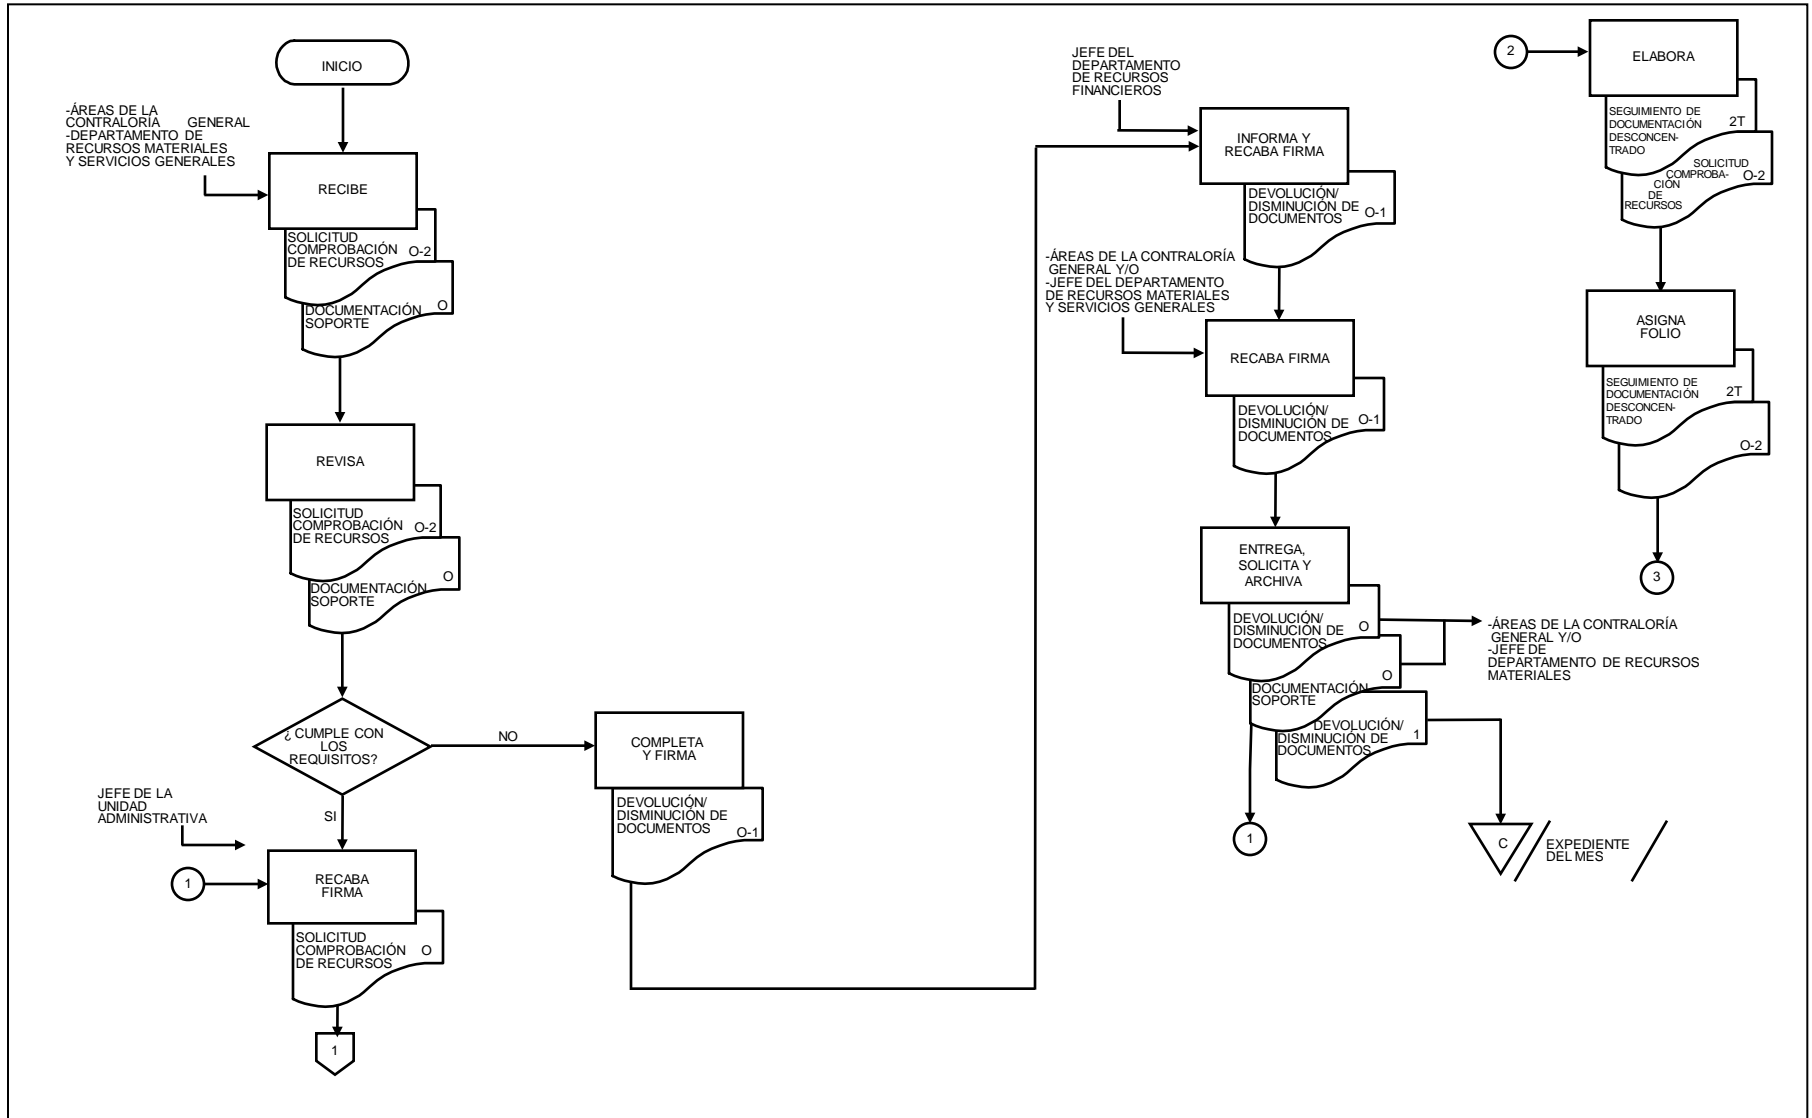 INICIO
-ÁREAS DE LA
CONTRALORÍA GENERAL
-DEPARTAMENTO DE
RECURSOS MATERIALES
Y SERVICIOS GENERALES
RECIBE
SOLICITUD
COMPROBACIÓN
DE RECURSOS
O-2
DOCUMENTACIÓN
SOPORTE
O
REVISA
SOLICITUD
COMPROBACIÓN
DE RECURSOS
O-2
DOCUMENTACIÓN
SOPORTE
O
¿ CUMPLE CON
LOS
REQUISITOS?
NO
SI
COMPLETA
Y FIRMA
DEVOLUCIÓN/
DISMINUCIÓN DE
DOCUMENTOS
O-1
JEFE DE LA
UNIDAD
ADMINISTRATIVA
1
RECABA
FIRMA
SOLICITUD
COMPROBACIÓN
DE RECURSOS
O
1
JEFE DEL
DEPARTAMENTO
DE RECURSOS
FINANCIEROS
INFORMA Y
RECABA FIRMA
DEVOLUCIÓN/
DISMINUCIÓN DE
DOCUMENTOS
O-1
-ÁREAS DE LA CONTRALORÍA
GENERAL Y/O
-JEFE DEL DEPARTAMENTO
DE RECURSOS MATERIALES
Y SERVICIOS GENERALES
RECABA FIRMA
DEVOLUCIÓN/
DISMINUCIÓN DE
DOCUMENTOS
O-1
ENTREGA,
SOLICITA Y
ARCHIVA
DEVOLUCIÓN/
DISMINUCIÓN DE
DOCUMENTOS
O
DOCUMENTACIÓN
SOPORTE
O
DEVOLUCIÓN/
DISMINUCIÓN DE
DOCUMENTOS
1
-ÁREAS DE LA CONTRALORÍA
GENERAL Y/O
-JEFE DE
DEPARTAMENTO DE RECURSOS
MATERIALES
1
C
EXPEDIENTE
DEL MES
2
ELABORA
SEGUIMIENTO DE
DOCUMENTACIÓN
DESCONCEN-
TRADO
2T
SOLICITUD
COMPROBA-
CIÓN
DE
RECURSOS
O-2
ASIGNA
FOLIO
SEGUIMIENTO DE
DOCUMENTACIÓN
DESCONCEN-
TRADO
2T
O-2
3